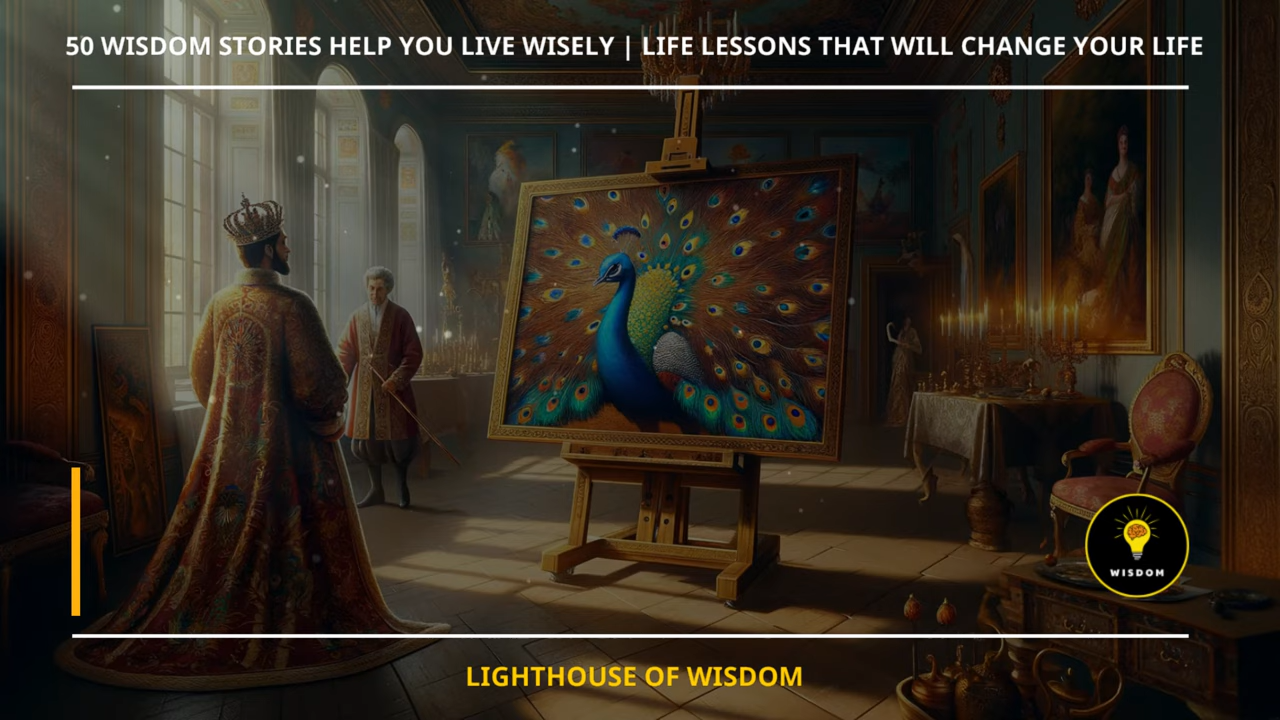 50 WISDOM STORIES HELP YOU LIVE WISELY | LIFE LESSONS THAT WILL CHANGE YOUR LIFE
WISDOM
LIGHTHOUSE OF WISDOM